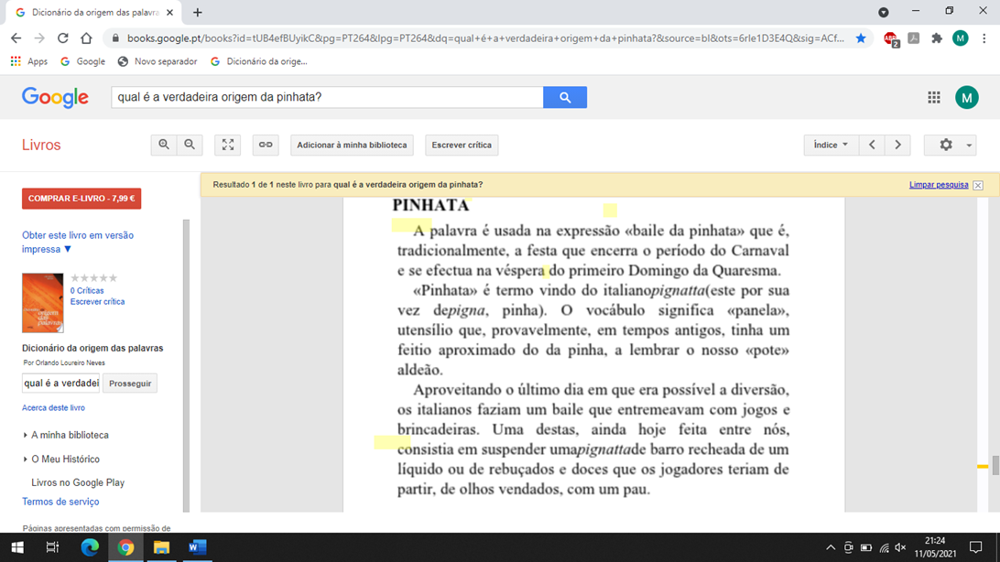 Dicionário da origem das palavra
books.google.pt/books?id=tUB4efBUyikC&pg=PT264&lpg=PT264&dq=qual+é+a+verdadeira+origem+da+pinhata?&source=bl&ots=6rle1D3E4Q&sig=ACf...
ABP
2
M
Apps Google Novo separador Dicionário da orige...
Google
qual é a verdadeira origem da pinhata?
M
Livros
Adicionar à minha biblioteca
Escrever crítica
Índice
COMPRAR E-LIVRO - 7,99 €
Obter este livro em versão
impressa ▼
0 Críticas
Escrever crítica
Dicionário da origem das palavras
Por Orlando Loureiro Neves
qual é a verdadei Prosseguir
Acerca deste livro
A minha biblioteca
O Meu Histórico
Livros no Google Play
Termos de serviço
Páginas apresentadas com permissão de
Resultado 1 de 1 neste livro para qual é a verdadeira origem da pinhata?
Limpar pesquisa
PINHATA
A palavra é usada na expressão «baile da pinhata» que é,
tradicionalmente, a festa que encerra o período do Carnaval
e se efectua na véspera do primeiro Domingo da Quaresma.
«Pinhata» é termo vindo do italianopignatta(este por sua
vez depigna, pinha). O vocábulo significa «panela»,
utensílio que, provavelmente, em tempos antigos, tinha um
feitio aproximado do da pinha, a lembrar o nosso «pote»
aldeão.
Aproveitando o último dia em que era possível a diversão,
os italianos faziam um baile que entremeavam com jogos e
brincadeiras. Uma destas, ainda hoje feita entre nós,
consistia em suspender umapignattade barro recheada de um
líquido ou de rebuçados e doces que os jogadores teriam de
partir, de olhos vendados, com um pau.
21:24
11/05/2021